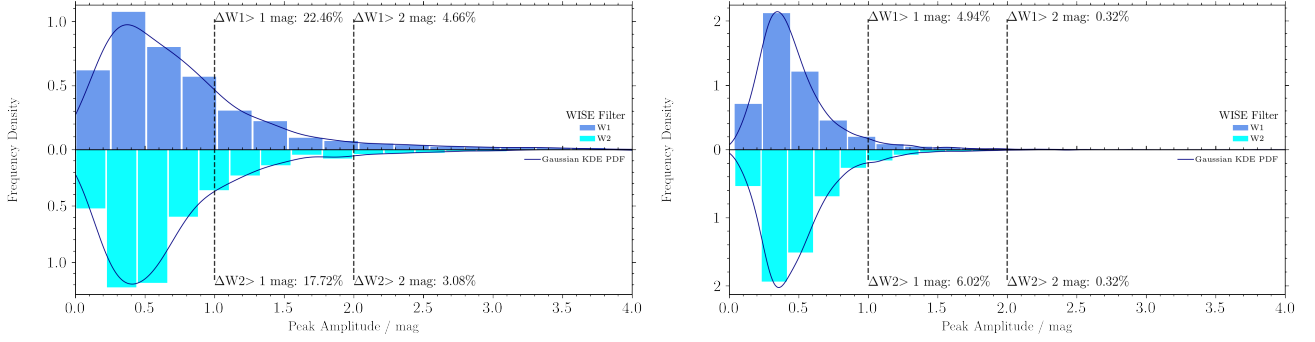 ΔW1> 1 mag: 22.46%
ΔW1> 2 mag: 4.66%
1.0
0.5
0.0
0.5
1.0
Frequency Density
WISE Filter
W1
W2
Gaussian KDE PDF
ΔW2> 1 mag: 17.72%
ΔW2> 2 mag: 3.08%
0.0 0.5 1.0 1.5 2.0 2.5 3.0 3.5 4.0
Peak Amplitude / mag
ΔW1> 1 mag: 4.94%
ΔW1> 2 mag: 0.32%
2
1
0
1
2
Frequency Density
WISE Filter
W1
W2
Gaussian KDE PDF
ΔW2> 1 mag: 6.02%
ΔW2> 2 mag: 0.32%
0.0 0.5 1.0 1.5 2.0 2.5 3.0 3.5 4.0
Peak Amplitude / mag